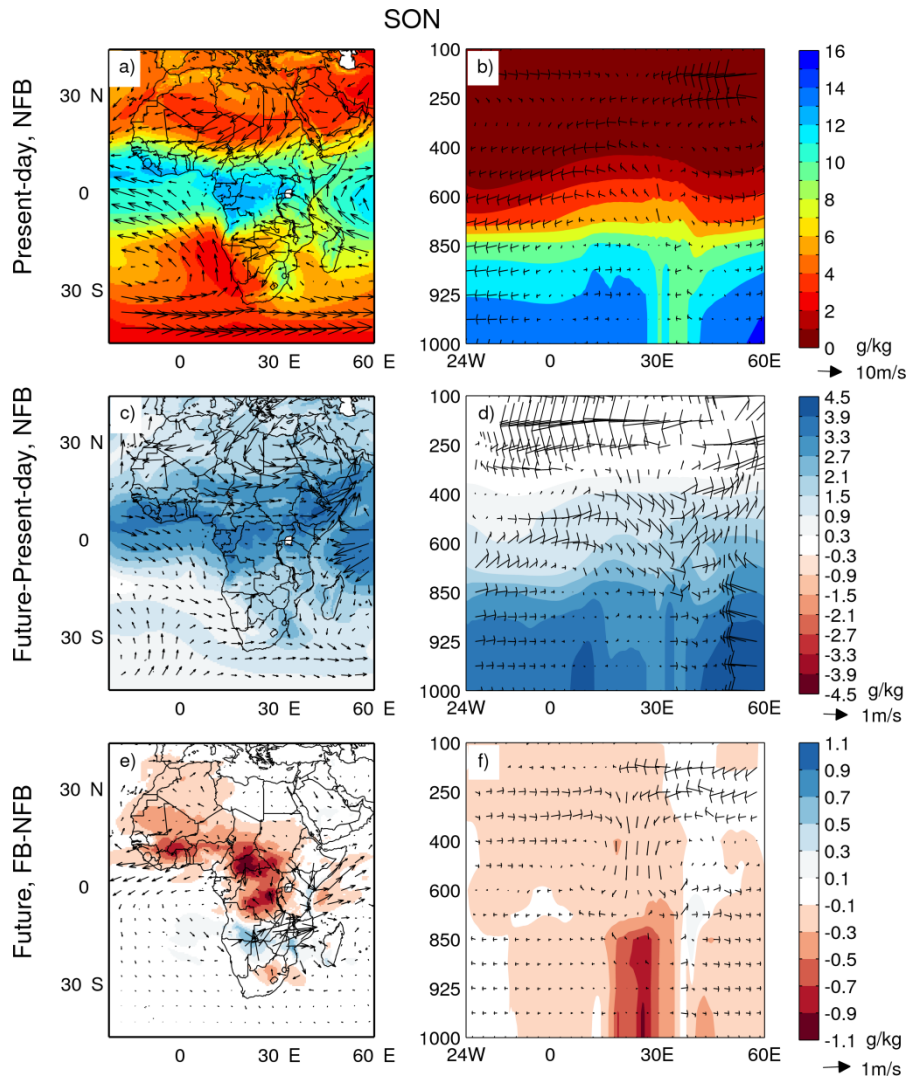 SON
Present-day, NFB
a)
30 N
0
30 S
0 30 E 60 E
b)
100
250
400
600
850
925
1000
24W 0 30E 60E
16
14
12
10
8
6
4
2
0 g/kg
10m/s
Future-Present-day, NFB
c)
30 N
0
30 S
0 30 E 60 E
d)
100
250
400
600
850
925
1000
24W 0 30E 60E
4.5
3.9
3.3
2.7
2.1
1.5
0.9
0.3
-0.3
-0.9
-1.5
-2.1
-2.7
-3.3
-3.9
-4.5 g/kg
1m/s
Future, FB-NFB
e)
30 N
0
30 S
0 30 E 60 E
f)
100
250
400
600
850
925
1000
24W 0 30E 60E
1.1
0.9
0.7
0.5
0.3
0.1
-0.1
-0.3
-0.5
-0.7
-0.9
-1.1 g/kg
1m/s